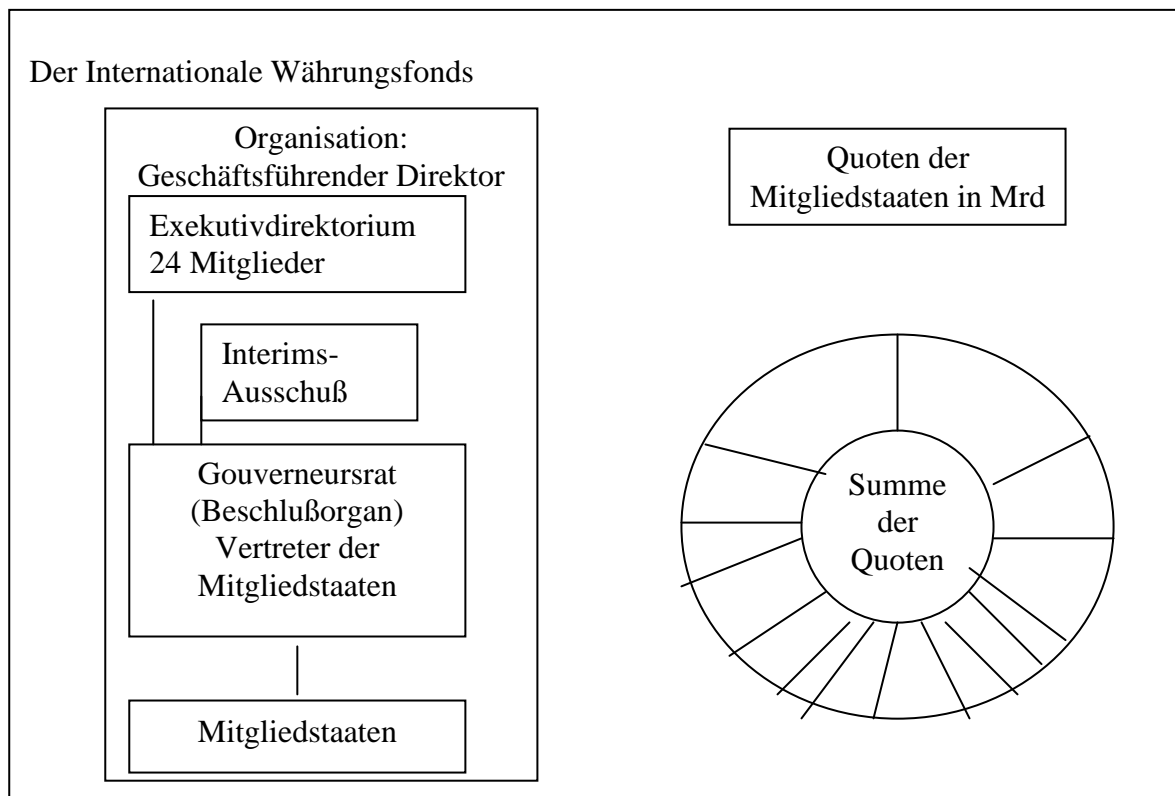 Der Internationale Währungsfonds
Organisation:
Geschäftsführender Direktor
Exekutivdirektorium
24 Mitglieder
Interims-
Ausschuß
Gouverneursrat
(Beschlußorgan)
Vertreter der
Mitgliedstaaten
Mitgliedstaaten
Quoten der
Mitgliedstaaten in Mrd
Summe
der
Quoten